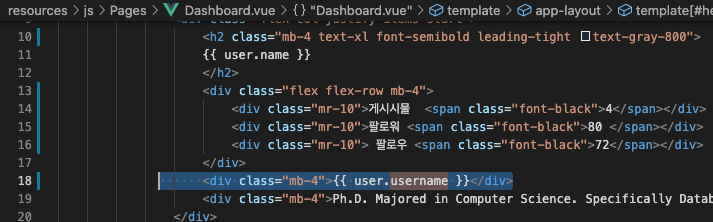 resources > js > Pages > Dashboard.vue > {} "Dashboard.vue" > template > app-layout > template[#he
10 <h2 class="mb-4 text-xl font-semibold leading-tight text-gray-800">
11 {{ user.name }}
12 </h2>
13 <div class="flex flex-row mb-4">
14 <div class="mr-10">게시시물 <span class="font-black">4</span></div>
15 <div class="mr-10">팔로워 <span class="font-black">80 </span></div>
16 <div class="mr-10"> 팔로우 <span class="font-black">72</span></div>
17 </div>
18 <div class="mb-4">{{ user.username }}</div>
19 <div class="mb-4">Ph.D. Majored in Computer Science. Specifically Datab
20 </div>